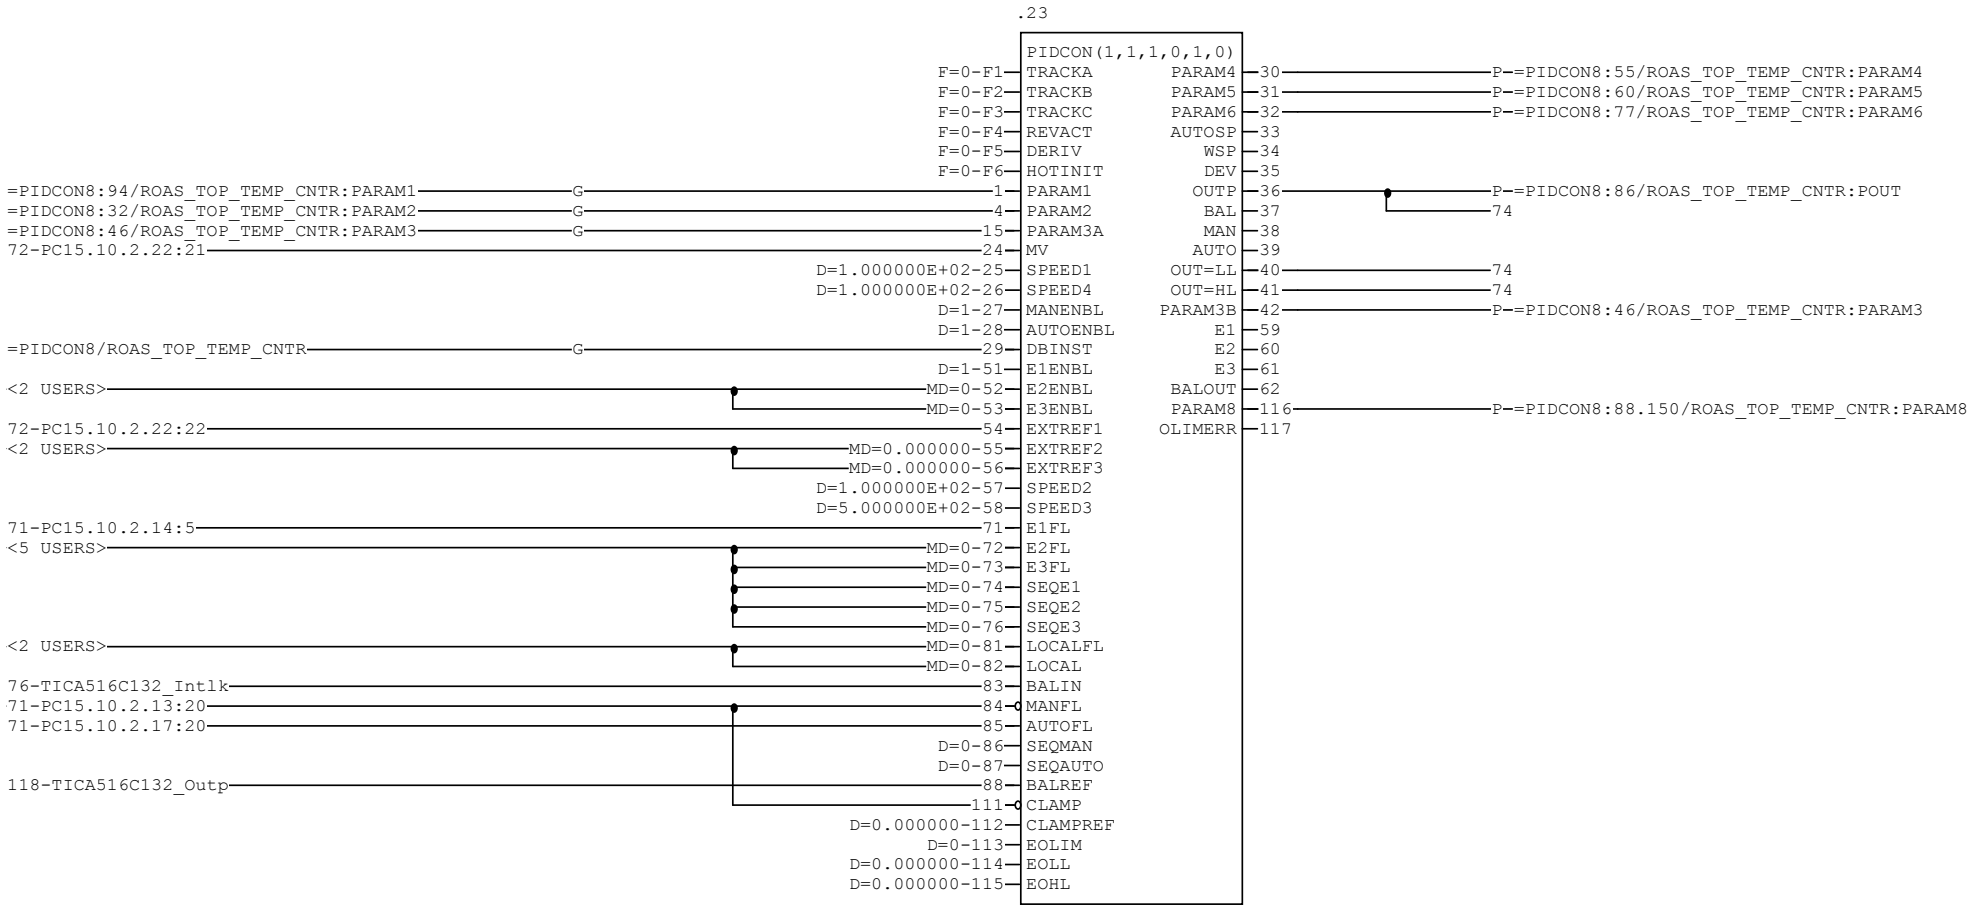 .23
PIDCON(1,1,1,0,1,0)
F=0-F1 TRACKA PARAM4 30 P-=PIDCON8:55/ROAS_TOP_TEMP_CNTR:PARAM4
F=0-F2 TRACKB PARAM5 31 P-=PIDCON8:60/ROAS_TOP_TEMP_CNTR:PARAM5
F=0-F3 TRACKC PARAM6 32 P-=PIDCON8:77/ROAS_TOP_TEMP_CNTR:PARAM6
F=0-F4 REVACT AUTOSP 33
F=0-F5 DERIV WSP 34
F=0-F6 HOTINIT DEV 35
=PIDCON8:94/ROAS_TOP_TEMP_CNTR:PARAM1 G 1 PARAM1 OUTP 36 P-=PIDCON8:86/ROAS_TOP_TEMP_CNTR:POUT
=PIDCON8:32/ROAS_TOP_TEMP_CNTR:PARAM2 G 4 PARAM2 BAL 37 74
=PIDCON8:46/ROAS_TOP_TEMP_CNTR:PARAM3 G 15 PARAM3A MAN 38
72-PC15.10.2.22:21 24 MV AUTO 39
D=1.000000E+02-25 SPEED1 OUT=LL 40 74
D=1.000000E+02-26 SPEED4 OUT=HL 41 74
D=1-27 MANENBL PARAM3B 42 P-=PIDCON8:46/ROAS_TOP_TEMP_CNTR:PARAM3
D=1-28 AUTOENBL E1 59
=PIDCON8/ROAS_TOP_TEMP_CNTR G 29 DBINST E2 60
D=1-51 E1ENBL E3 61
<2 USERS> MD=0-52 E2ENBL BALOUT 62
MD=0-53 E3ENBL PARAM8 116 P-=PIDCON8:88.150/ROAS_TOP_TEMP_CNTR:PARAM8
72-PC15.10.2.22:22 54 EXTREF1 OLIMERR 117
<2 USERS> MD=0.000000-55 EXTREF2
MD=0.000000-56 EXTREF3
D=1.000000E+02-57 SPEED2
D=5.000000E+02-58 SPEED3
71-PC15.10.2.14:5 71 E1FL
<5 USERS> MD=0-72 E2FL
MD=0-73 E3FL
MD=0-74 SEQE1
MD=0-75 SEQE2
MD=0-76 SEQE3
<2 USERS> MD=0-81 LOCALFL
MD=0-82 LOCAL
76-TICA516C132_Intlk 83 BALIN
71-PC15.10.2.13:20 84 MANFL
71-PC15.10.2.17:20 85 AUTOFL
D=0-86 SEQMAN
D=0-87 SEQAUTO
118-TICA516C132_Outp 88 BALREF
111 CLAMP
D=0.000000-112 CLAMPREF
D=0-113 EOLIM
D=0.000000-114 EOLL
D=0.000000-115 EOHL